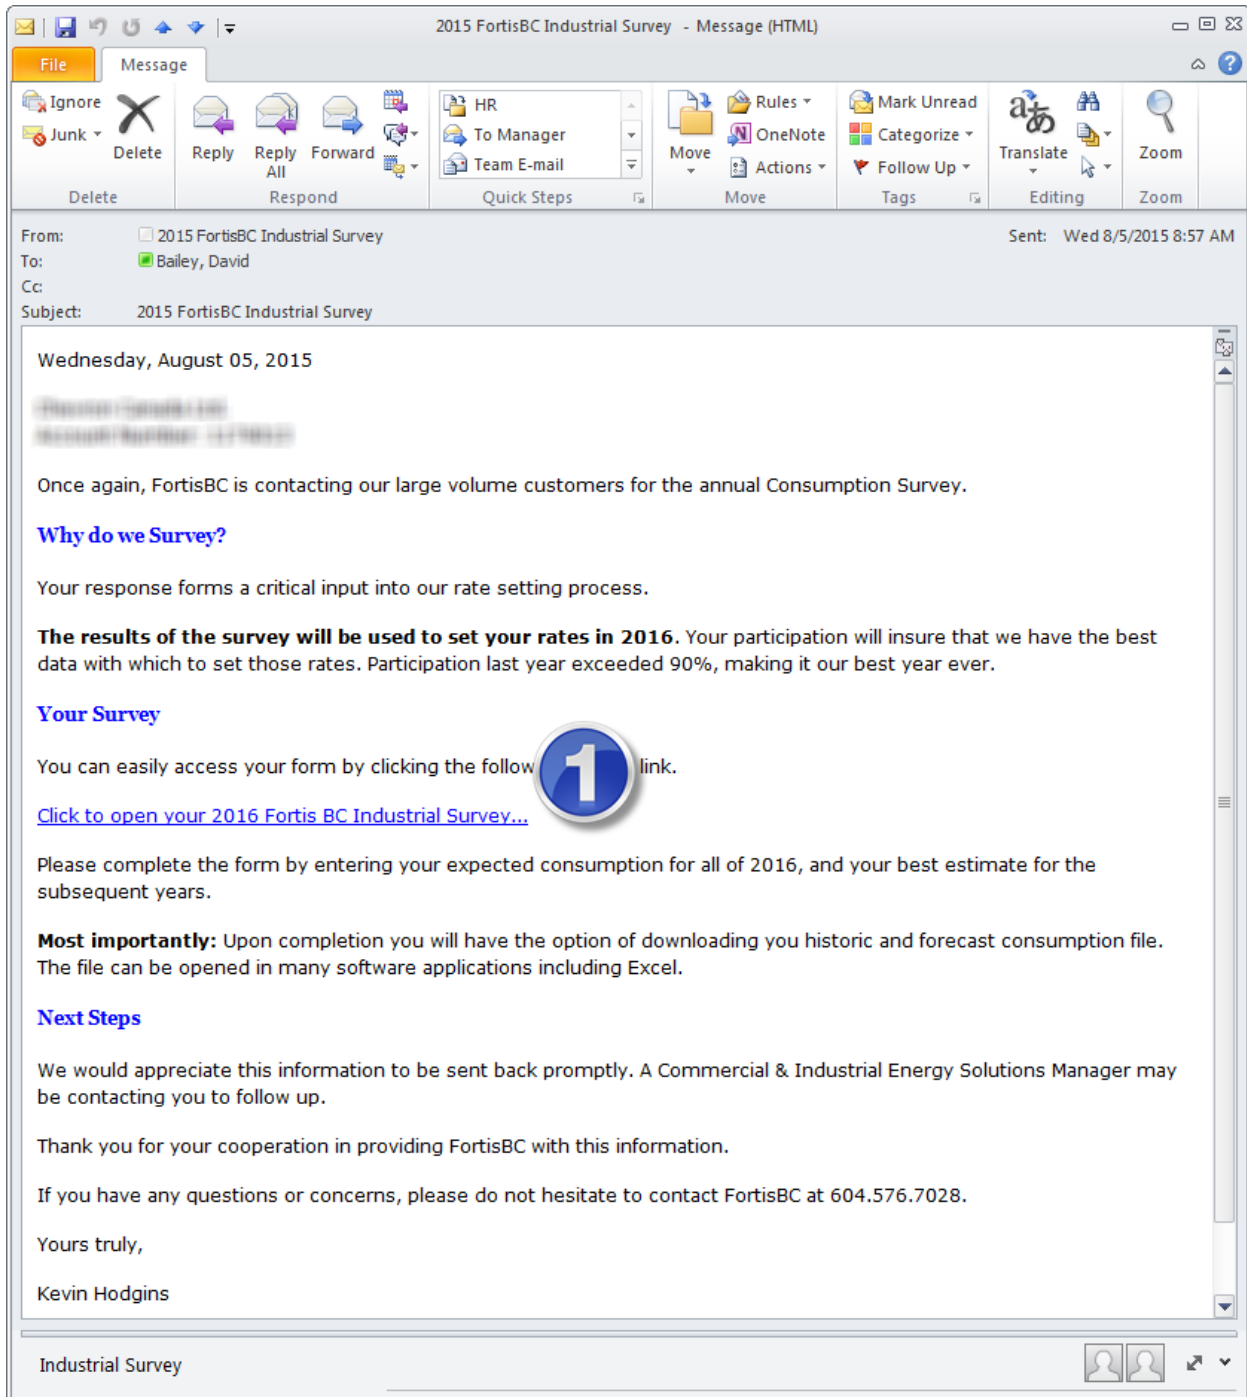 2015 FortisBC Industrial Survey - Message (HTML)
File
Message
Ignore
Junk
Delete
Reply
Reply All
Forward
HR
To Manager
Team E-mail
Move
Rules
OneNote
Actions
Mark Unread
Categorize
Follow Up
Translate
Zoom
Delete
Respond
Quick Steps
Move
Tags
Editing
Zoom
From: 2015 FortisBC Industrial Survey
Sent: Wed 8/5/2015 8:57 AM
To: Bailey, David
Cc:
Subject: 2015 FortisBC Industrial Survey
Wednesday, August 05, 2015
Once again, FortisBC is contacting our large volume customers for the annual Consumption Survey.
Why do we Survey?
Your response forms a critical input into our rate setting process.
The results of the survey will be used to set your rates in 2016. Your participation will insure that we have the best
data with which to set those rates. Participation last year exceeded 90%, making it our best year ever.
Your Survey
You can easily access your form by clicking the follow link.
1
Click to open your 2016 Fortis BC Industrial Survey...
Please complete the form by entering your expected consumption for all of 2016, and your best estimate for the
subsequent years.
Most importantly: Upon completion you will have the option of downloading you historic and forecast consumption file.
The file can be opened in many software applications including Excel.
Next Steps
We would appreciate this information to be sent back promptly. A Commercial & Industrial Energy Solutions Manager may
be contacting you to follow up.
Thank you for your cooperation in providing FortisBC with this information.
If you have any questions or concerns, please do not hesitate to contact FortisBC at 604.576.7028.
Yours truly,
Kevin Hodgins
Industrial Survey